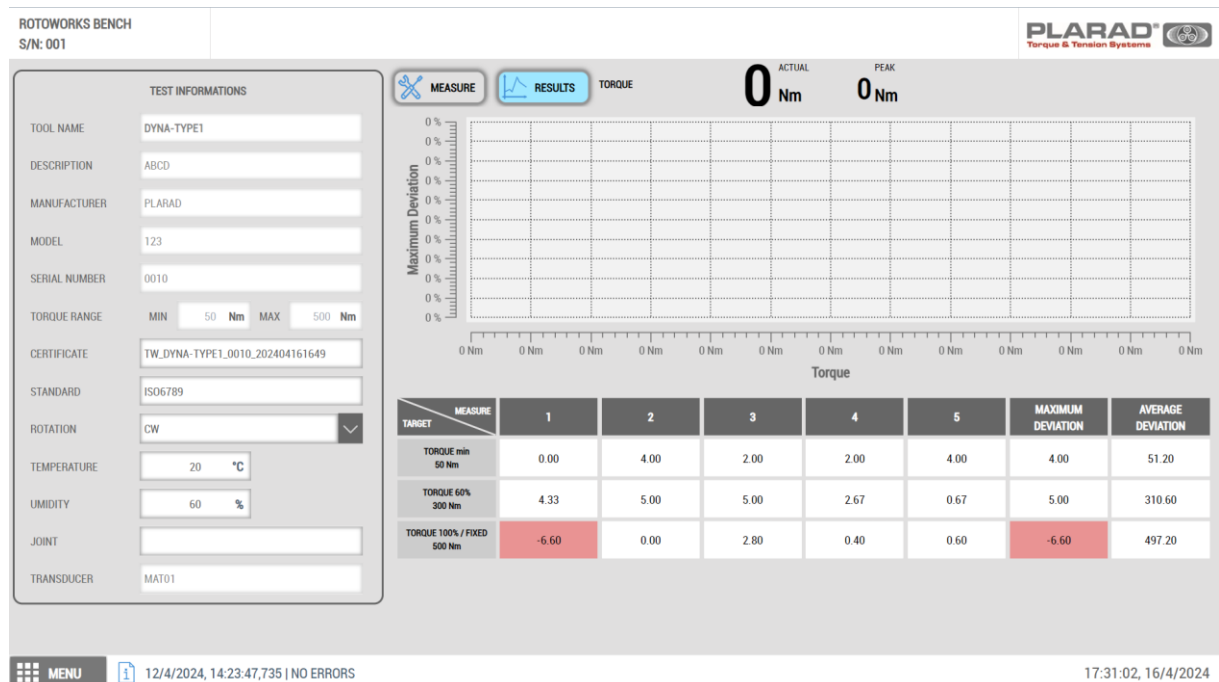 ROTOWORKS BENCH
S/N: 001
PLARAD®
Torque & Tension Systems
TEST INFORMATIONS
TOOL NAME DYNA-TYPE1
DESCRIPTION ABCD
MANUFACTURER PLARAD
MODEL 123
SERIAL NUMBER 0010
TORQUE RANGE MIN 50 Nm MAX 500 Nm
CERTIFICATE TW_DYNA-TYPE1_0010_202404161649
STANDARD ISO6789
ROTATION CW
TEMPERATURE 20 °C
UMIDITY 60 %
JOINT
TRANSDUCER MAT01
MEASURE RESULTS TORQUE
0 Nm ACTUAL
0 Nm PEAK
Maximum Deviation
0 %
0 %
0 %
0 %
0 %
0 %
0 %
0 %
0 %
0 %
0 %
0 Nm 0 Nm 0 Nm 0 Nm 0 Nm 0 Nm 0 Nm 0 Nm 0 Nm 0 Nm 0 Nm 0 Nm 0 Nm
Torque
TARGET MEASURE 1 2 3 4 5 MAXIMUM DEVIATION AVERAGE DEVIATION
TORQUE min 50 Nm 0.00 4.00 2.00 2.00 4.00 4.00 51.20
TORQUE 60% 300 Nm 4.33 5.00 5.00 2.67 0.67 5.00 310.60
TORQUE 100% / FIXED 500 Nm -6.60 0.00 2.80 0.40 0.60 -6.60 497.20
MENU i 12/4/2024, 14:23:47,735 | NO ERRORS 17:31:02, 16/4/2024